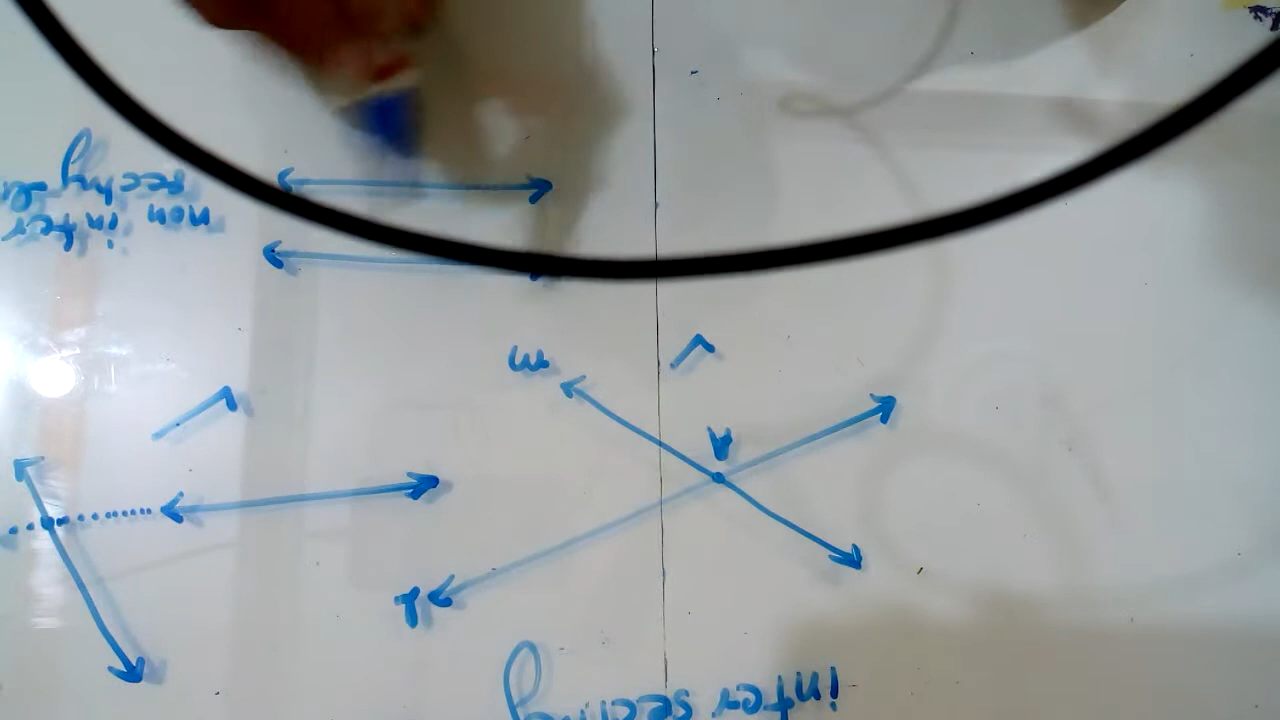 inter secting
l
A
m
non inter
secting